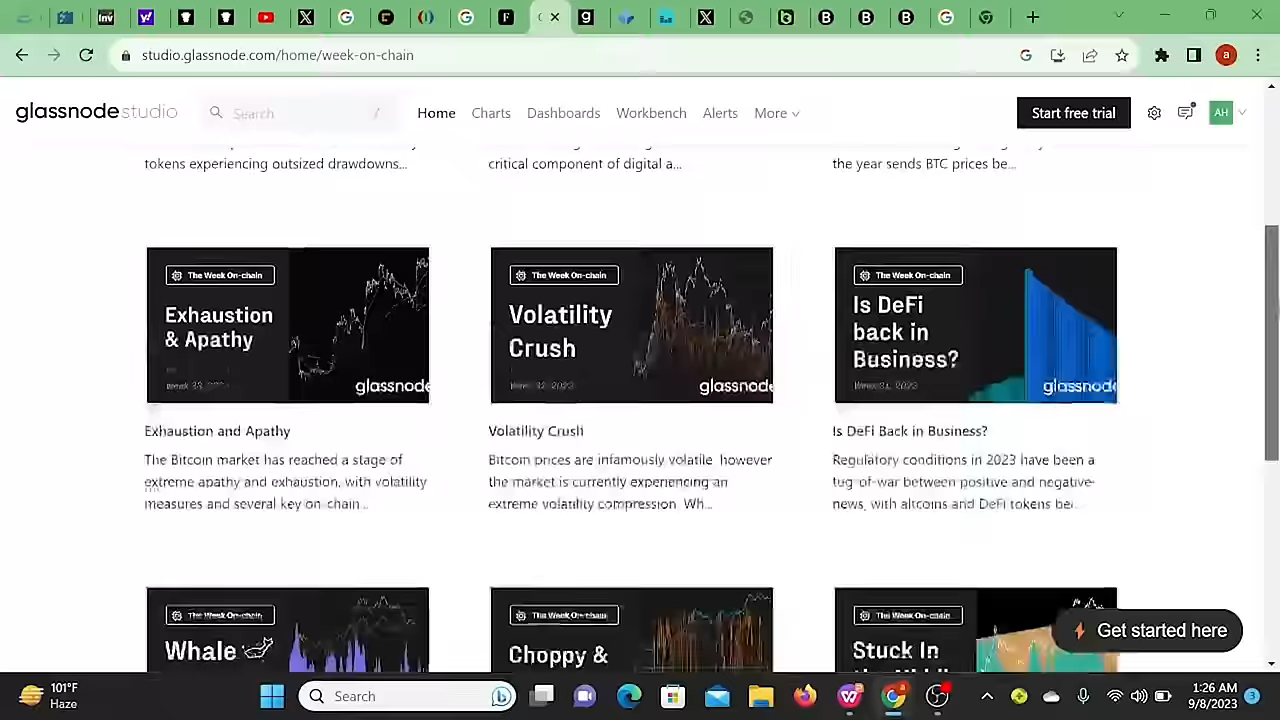 studio.glassnode.com/home/week-on-chain
a
glassnode studio
Search
/
Home
Charts
Dashboards
Workbench
Alerts
More
Start free trial
AH
tokens experiencing outsized drawdowns...
critical component of digital a...
the year sends BTC prices be...
The Week On-chain
Exhaustion
& Apathy
glassnode
The Week On-chain
Volatility
Crush
glassnode
The Week On-chain
Is DeFi
back in
Business?
glassnode
Exhaustion and Apathy
The Bitcoin market has reached a stage of
extreme apathy and exhaustion, with volatility
measures and several key on-chain...
Volatility Crush
Bitcoin prices are infamously volatile however
the market is currently experiencing an
extreme volatility compression Wh...
Is DeFi Back in Business?
Regulatory conditions in 2023 have been a
tug-of-war between positive and negative
news, with altcoins and DeFi tokens be...
The Week On-chain
Whale
The Week On-chain
Choppy &
The Week On-chain
Stuck In
Get started here
101°F
Haze
Search
1:26 AM
9/8/2023
3